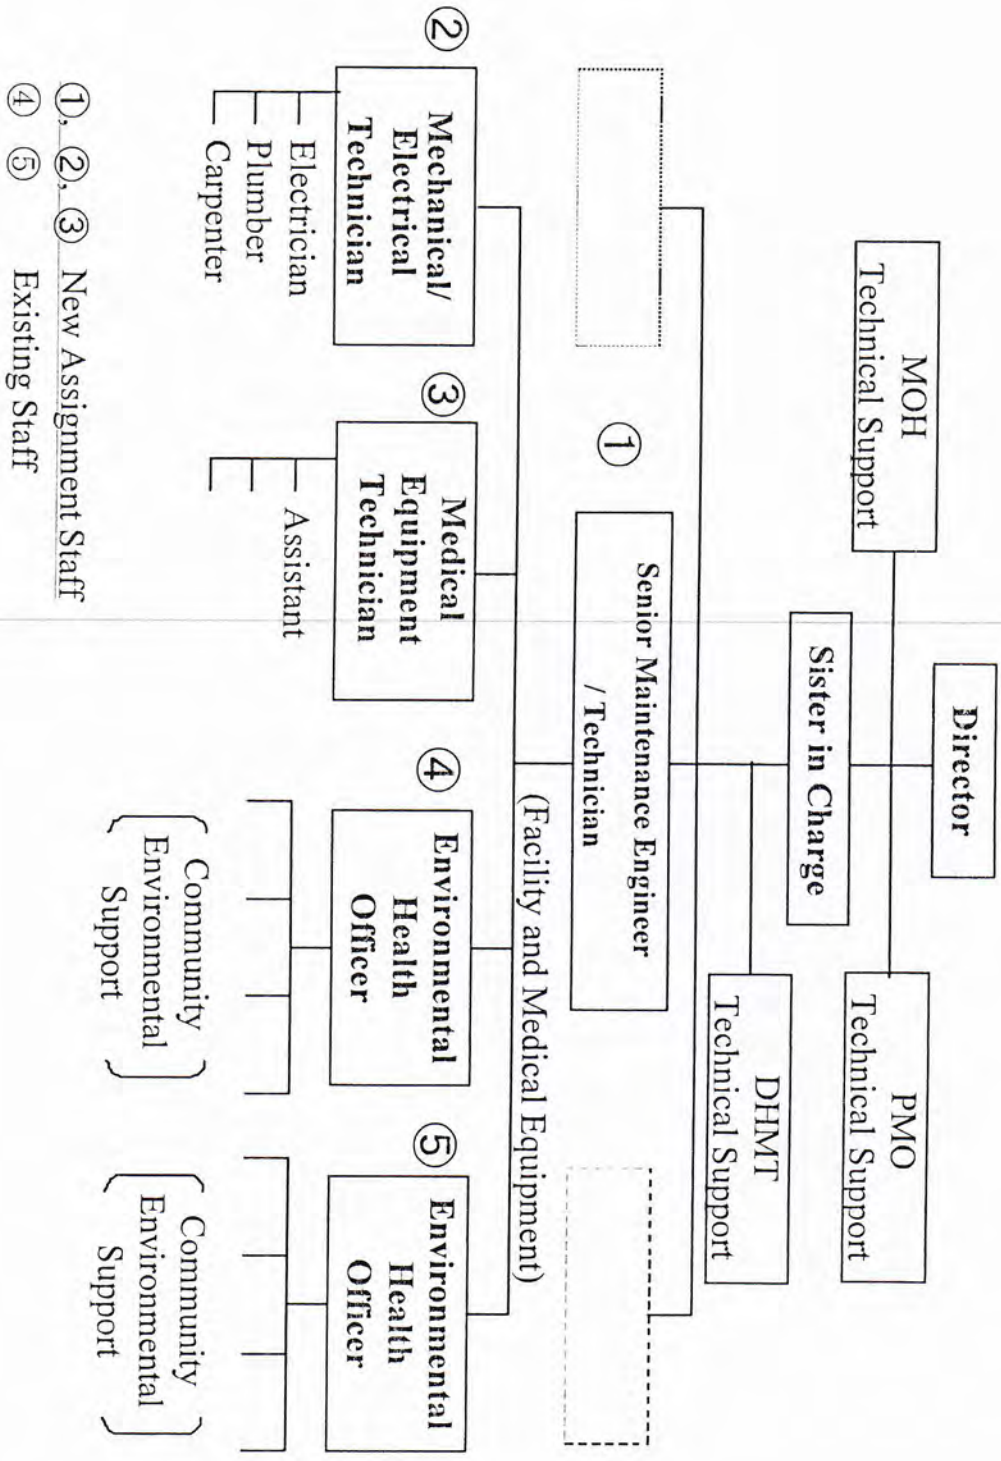 Director
MOH
Technical Support
PMO
Technical Support
Sister in Charge
DHMT
Technical Support
①
Senior Maintenance Engineer
/ Technician
(Facility and Medical Equipment)
②
Mechanical/
Electrical
Technician
Electrician
Plumber
Carpenter
③
Medical
Equipment
Technician
Assistant
④
Environmental
Health
Officer
Community
Environmental
Support
⑤
Environmental
Health
Officer
Community
Environmental
Support
①, ②, ③ New Assignment Staff
④ ⑤ Existing Staff